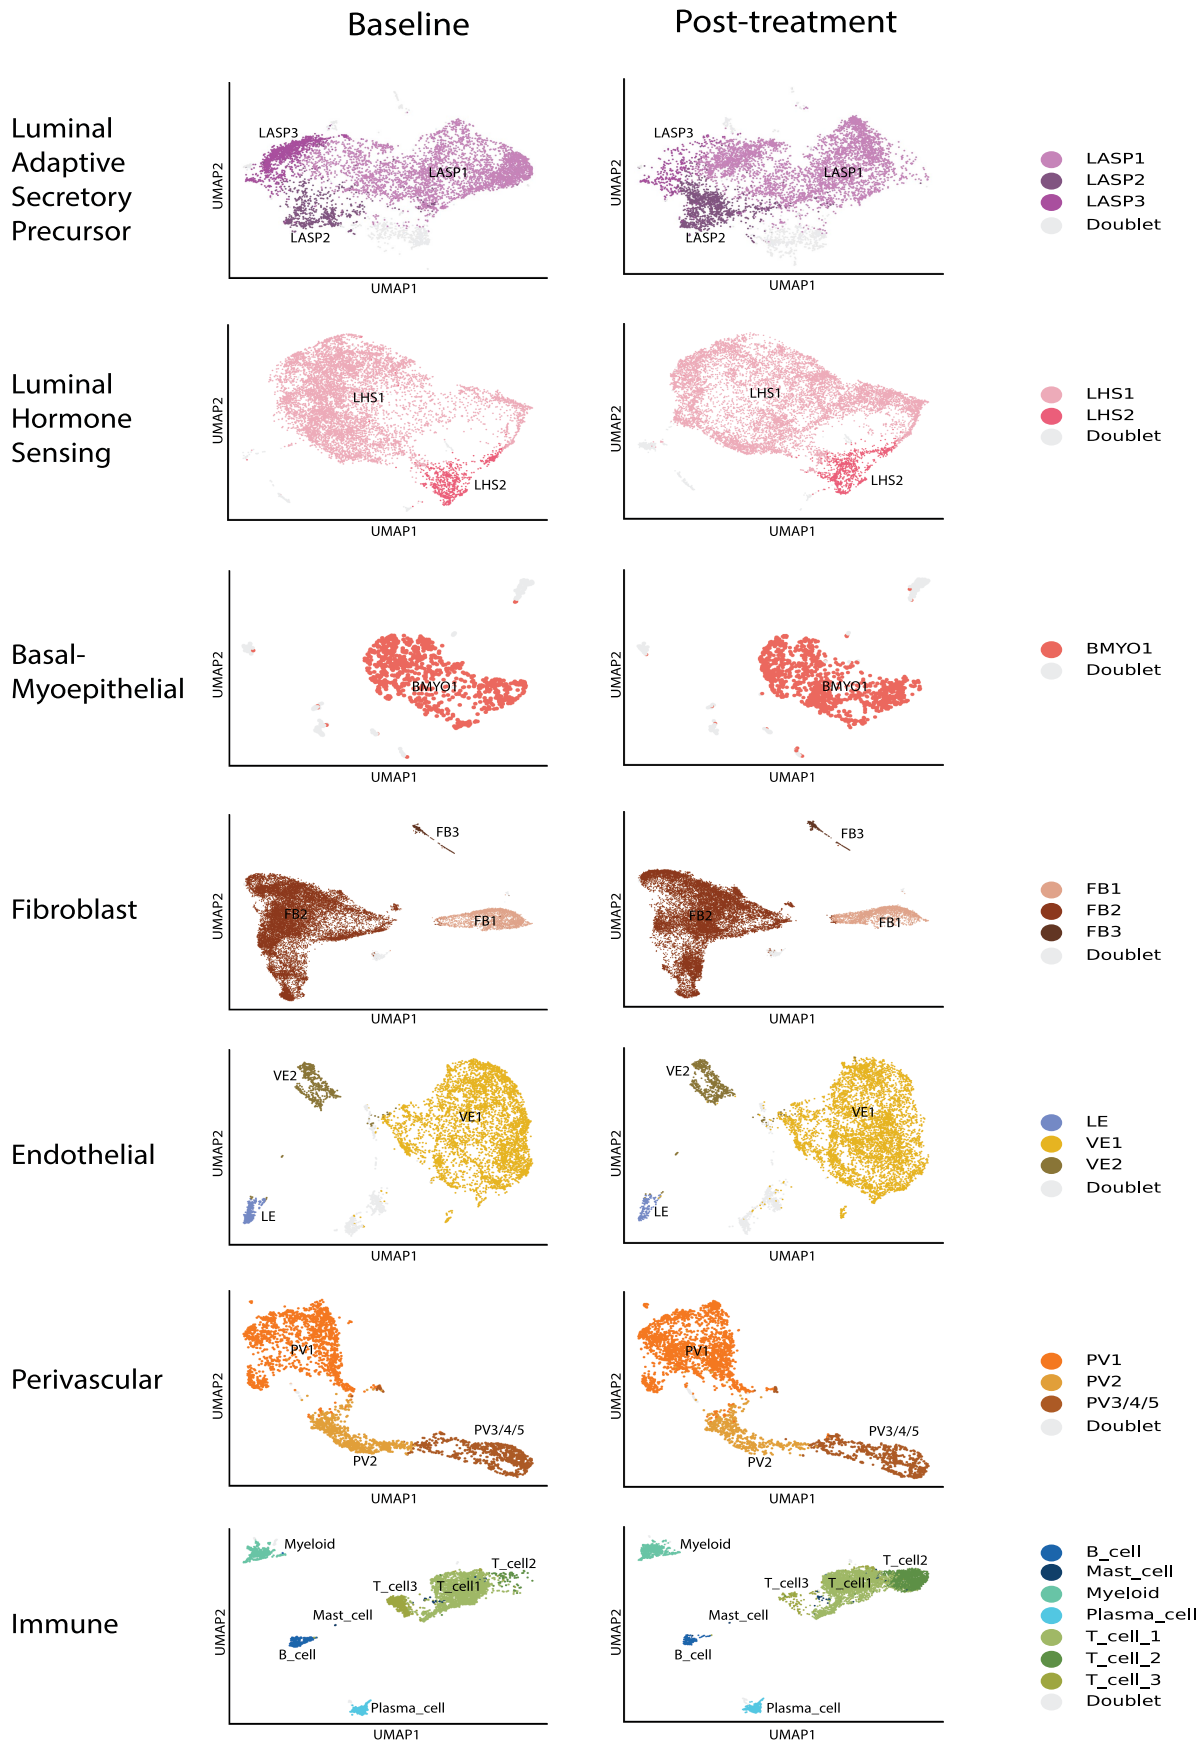 Baseline
Post-treatment
Luminal
Adaptive
Secretory
Precursor
UMAP2
LASP3
LASP1
LASP2
UMAP1
UMAP2
LASP3
LASP1
LASP2
UMAP1
LASP1
LASP2
LASP3
Doublet
Luminal
Hormone
Sensing
UMAP2
LHS1
LHS2
UMAP1
UMAP2
LHS1
LHS2
UMAP1
LHS1
LHS2
Doublet
Basal-
Myoepithelial
UMAP2
BMYO1
UMAP1
UMAP2
BMYO1
UMAP1
BMYO1
Doublet
Fibroblast
UMAP2
FB3
FB2
FB1
UMAP1
UMAP2
FB3
FB2
FB1
UMAP1
FB1
FB2
FB3
Doublet
Endothelial
UMAP2
VE2
VE1
LE
UMAP1
UMAP2
VE2
VE1
LE
UMAP1
LE
VE1
VE2
Doublet
Perivascular
UMAP2
PV1
PV3/4/5
PV2
UMAP1
UMAP2
PV1
PV3/4/5
PV2
UMAP1
PV1
PV2
PV3/4/5
Doublet
Immune
UMAP2
Myeloid
T_cell2
T_cell3
T_cell1
Mast_cell
B_cell
Plasma_cell
UMAP1
UMAP2
Myeloid
T_cell2
T_cell3
T_cell1
Mast_cell
B_cell
Plasma_cell
UMAP1
B_cell
Mast_cell
Myeloid
Plasma_cell
T_cell_1
T_cell_2
T_cell_3
Doublet